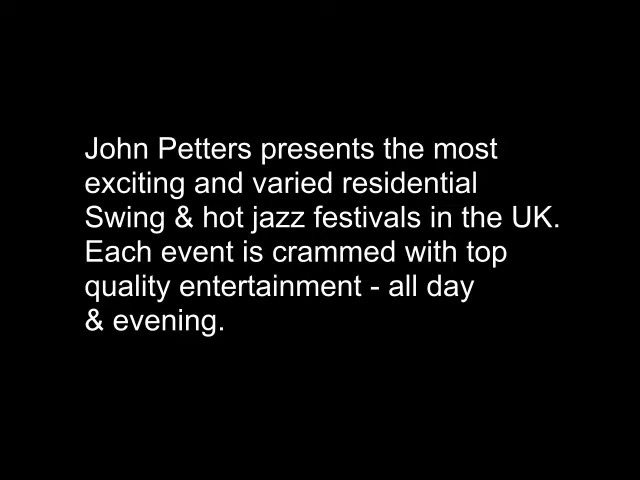 John Petters presents the most
exciting and varied residential
Swing & hot jazz festivals in the UK.
Each event is crammed with top
quality entertainment - all day
& evening.